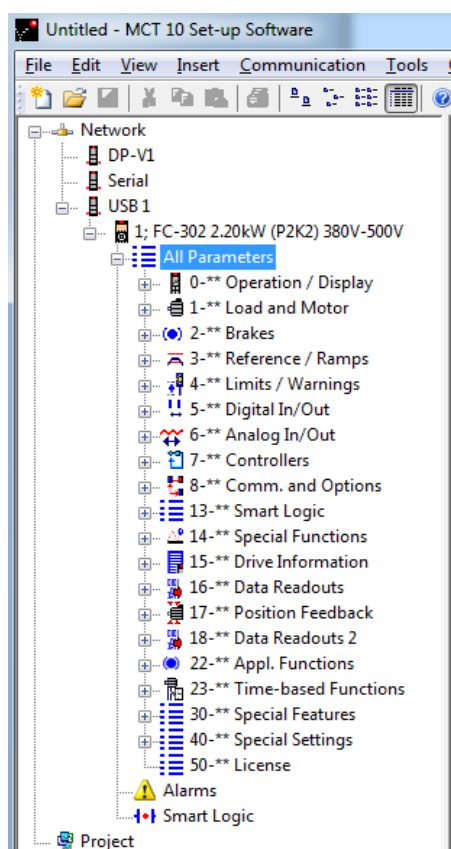 Untitled - MCT 10 Set-up Software
File Edit View Insert Communication Tools
Network
DP-V1
Serial
USB 1
1; FC-302 2.20kW (P2K2) 380V-500V
All Parameters
0-** Operation / Display
1-** Load and Motor
2-** Brakes
3-** Reference / Ramps
4-** Limits / Warnings
5-** Digital In/Out
6-** Analog In/Out
7-** Controllers
8-** Comm. and Options
13-** Smart Logic
14-** Special Functions
15-** Drive Information
16-** Data Readouts
17-** Position Feedback
18-** Data Readouts 2
22-** Appl. Functions
23-** Time-based Functions
30-** Special Features
40-** Special Settings
50-** License
Alarms
Smart Logic
Project